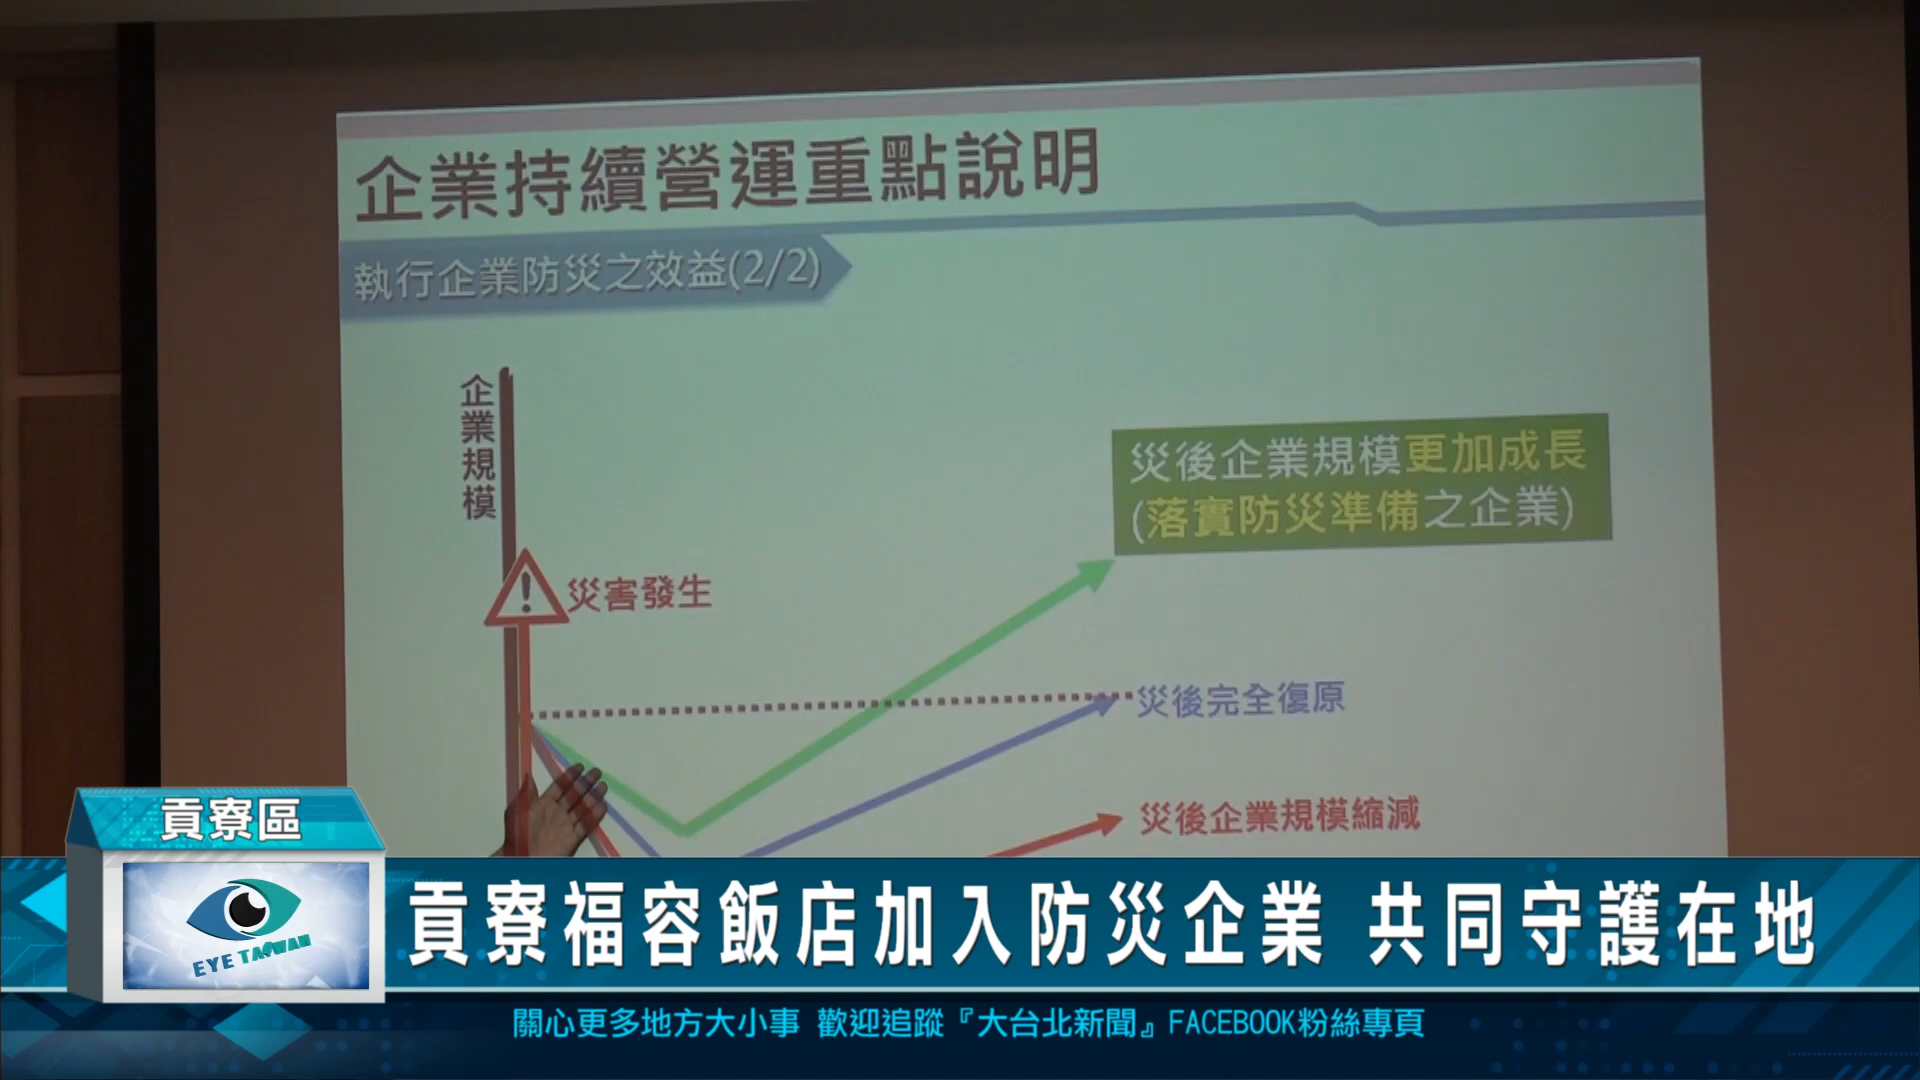 企業持續營運重點說明
執行企業防災之效益(2/2)
企業規模
災後企業規模更加成長
(落實防災準備之企業)
災害發生
災後完全復原
災後企業規模縮減
貢寮區
EYE TAIWAN
貢寮福容飯店加入防災企業 共同守護在地
關心更多地方大小事 歡迎追蹤『大台北新聞』FACEBOOK粉絲專頁